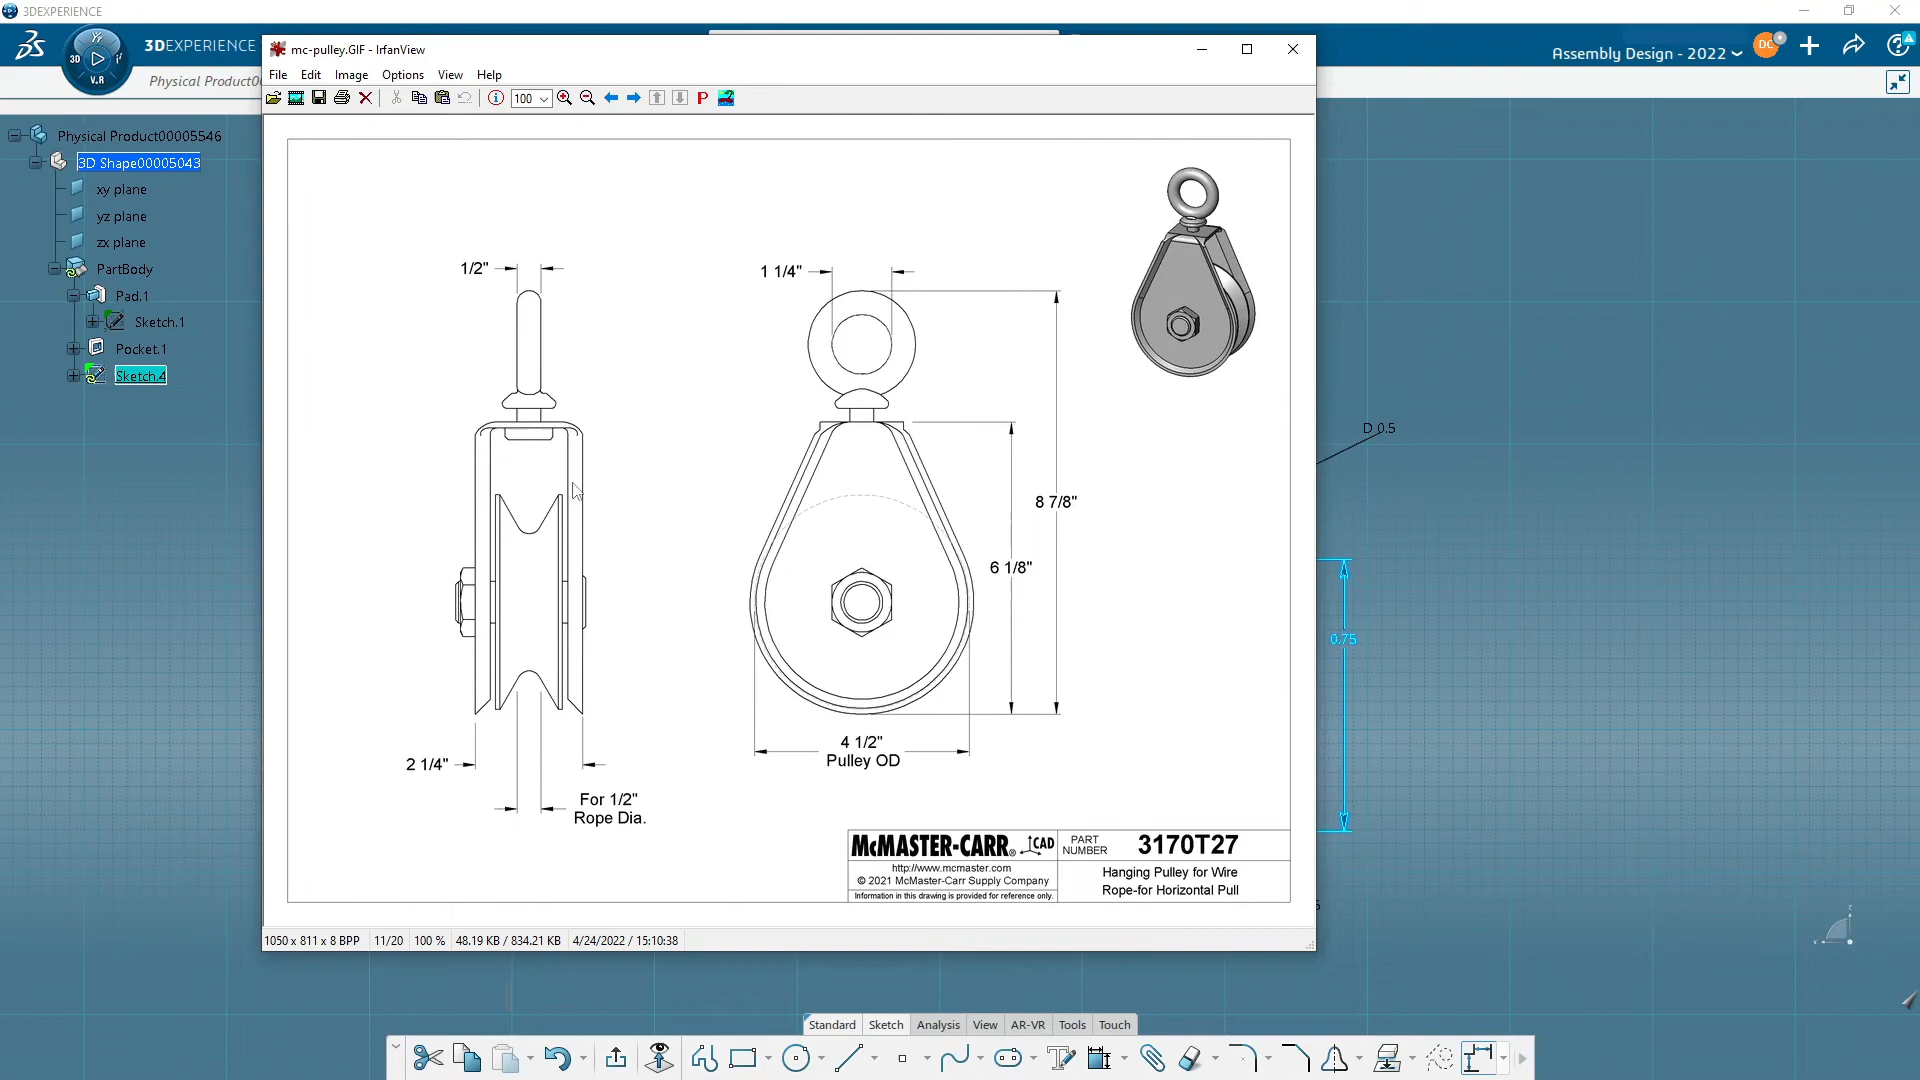 3DEXPERIENCE
3DEXPERIENCE
3D
V.R
Assembly Design - 2022
DC
mc-pulley.GIF - IrfanView
File Edit Image Options View Help
100
Physical Product0
Physical Product00005546
3D Shape00005043
xy plane
yz plane
zx plane
PartBody
Pad.1
Sketch.1
Pocket.1
Sketch.4
1/2"
1 1/4"
8 7/8"
6 1/8"
4 1/2"
Pulley OD
2 1/4"
For 1/2"
Rope Dia.
McMASTER-CARR® CAD
http://www.mcmaster.com
© 2021 McMaster-Carr Supply Company
Information in this drawing is provided for reference only.
PART
NUMBER
3170T27
Hanging Pulley for Wire
Rope-for Horizontal Pull
D 0.5
0.75
1050 x 811 x 8 BPP 11/20 100 % 48.19 KB / 834.21 KB 4/24/2022 / 15:10:38
Standard Sketch Analysis View AR-VR Tools Touch